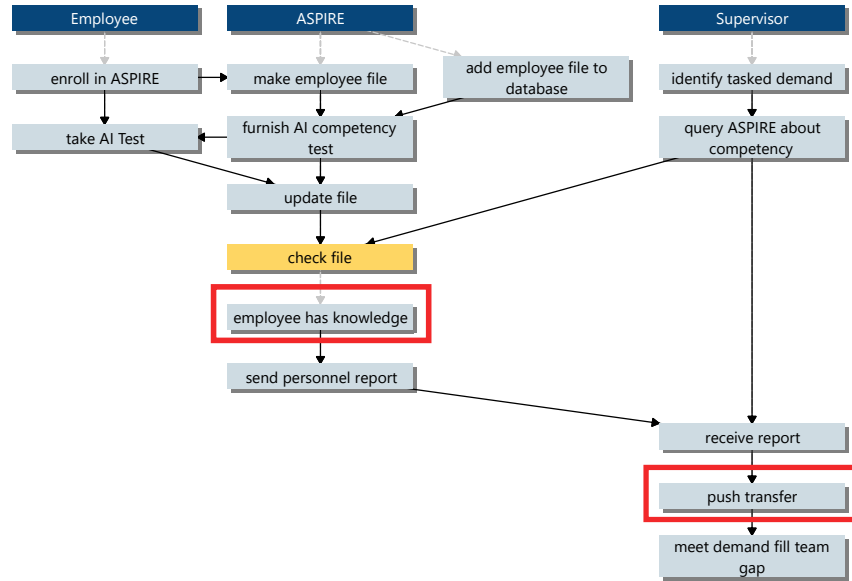 Employee
ASPIRE
Supervisor
enroll in ASPIRE
make employee file
add employee file to
database
identify tasked demand
take AI Test
furnish AI competency
test
query ASPIRE about
competency
update file
check file
employee has knowledge
send personnel report
receive report
push transfer
meet demand fill team
gap